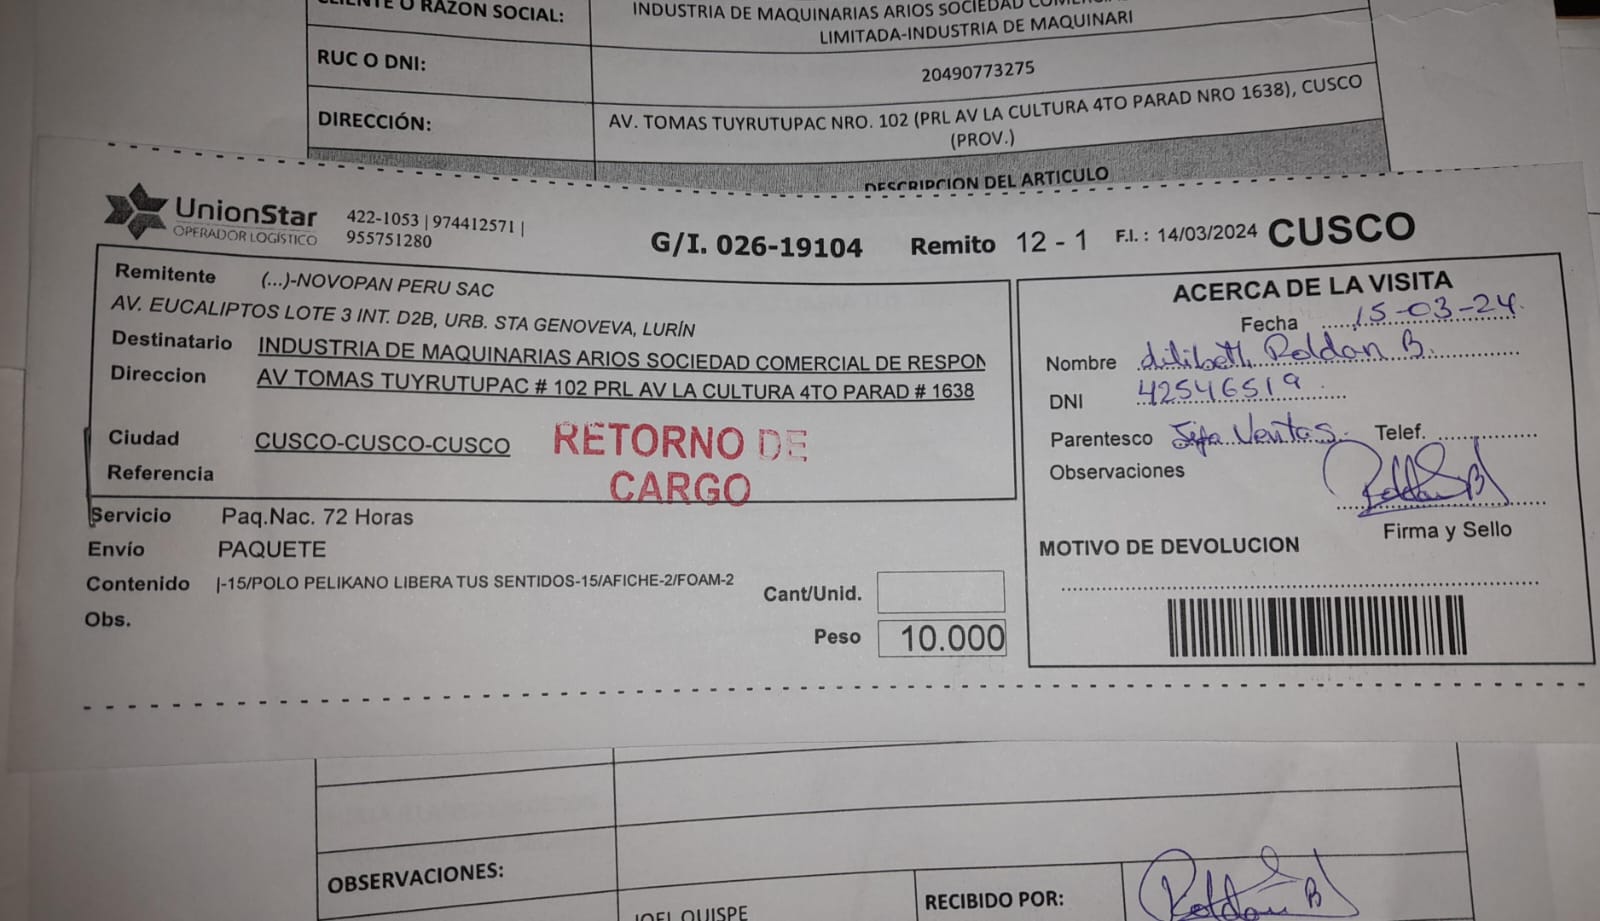 CLIENTE O RAZON SOCIAL:
INDUSTRIA DE MAQUINARIAS ARIOS SOCIEDAD
LIMITADA-INDUSTRIA DE MAQUINARI
RUC O DNI:
20490773275
DIRECCIÓN:
AV. TOMAS TUYRUTUPAC NRO. 102 (PRL AV LA CULTURA 4TO PARAD NRO 1638), CUSCO
(PROV.)
DESCRIPCION DEL ARTICULO
UnionStar
OPERADOR LOGÍSTICO
422-1053 | 974412571 |
955751280
G/I. 026-19104 Remito 12 - 1 F.I. : 14/03/2024 CUSCO
Remitente (...)-NOVOPAN PERU SAC
AV. EUCALIPTOS LOTE 3 INT. D2B, URB. STA GENOVEVA, LURÍN
Destinatario INDUSTRIA DE MAQUINARIAS ARIOS SOCIEDAD COMERCIAL DE RESPON
Direccion AV TOMAS TUYRUTUPAC # 102 PRL AV LA CULTURA 4TO PARAD # 1638
Ciudad CUSCO-CUSCO-CUSCO
Referencia
RETORNO DE
CARGO
Servicio Paq.Nac. 72 Horas
Envío PAQUETE
Contenido |-15/POLO PELIKANO LIBERA TUS SENTIDOS-15/AFICHE-2/FOAM-2
Obs.
Cant/Unid.
Peso 10.000
ACERCA DE LA VISITA
Fecha 15-03-24
Nombre Lilibeth Roldan B.
DNI 42546519
Parentesco Jefa Ventas Telef.
Observaciones
Roldan B
Firma y Sello
MOTIVO DE DEVOLUCION
OBSERVACIONES:
JOEL QUISPE
RECIBIDO POR:
Roldan B